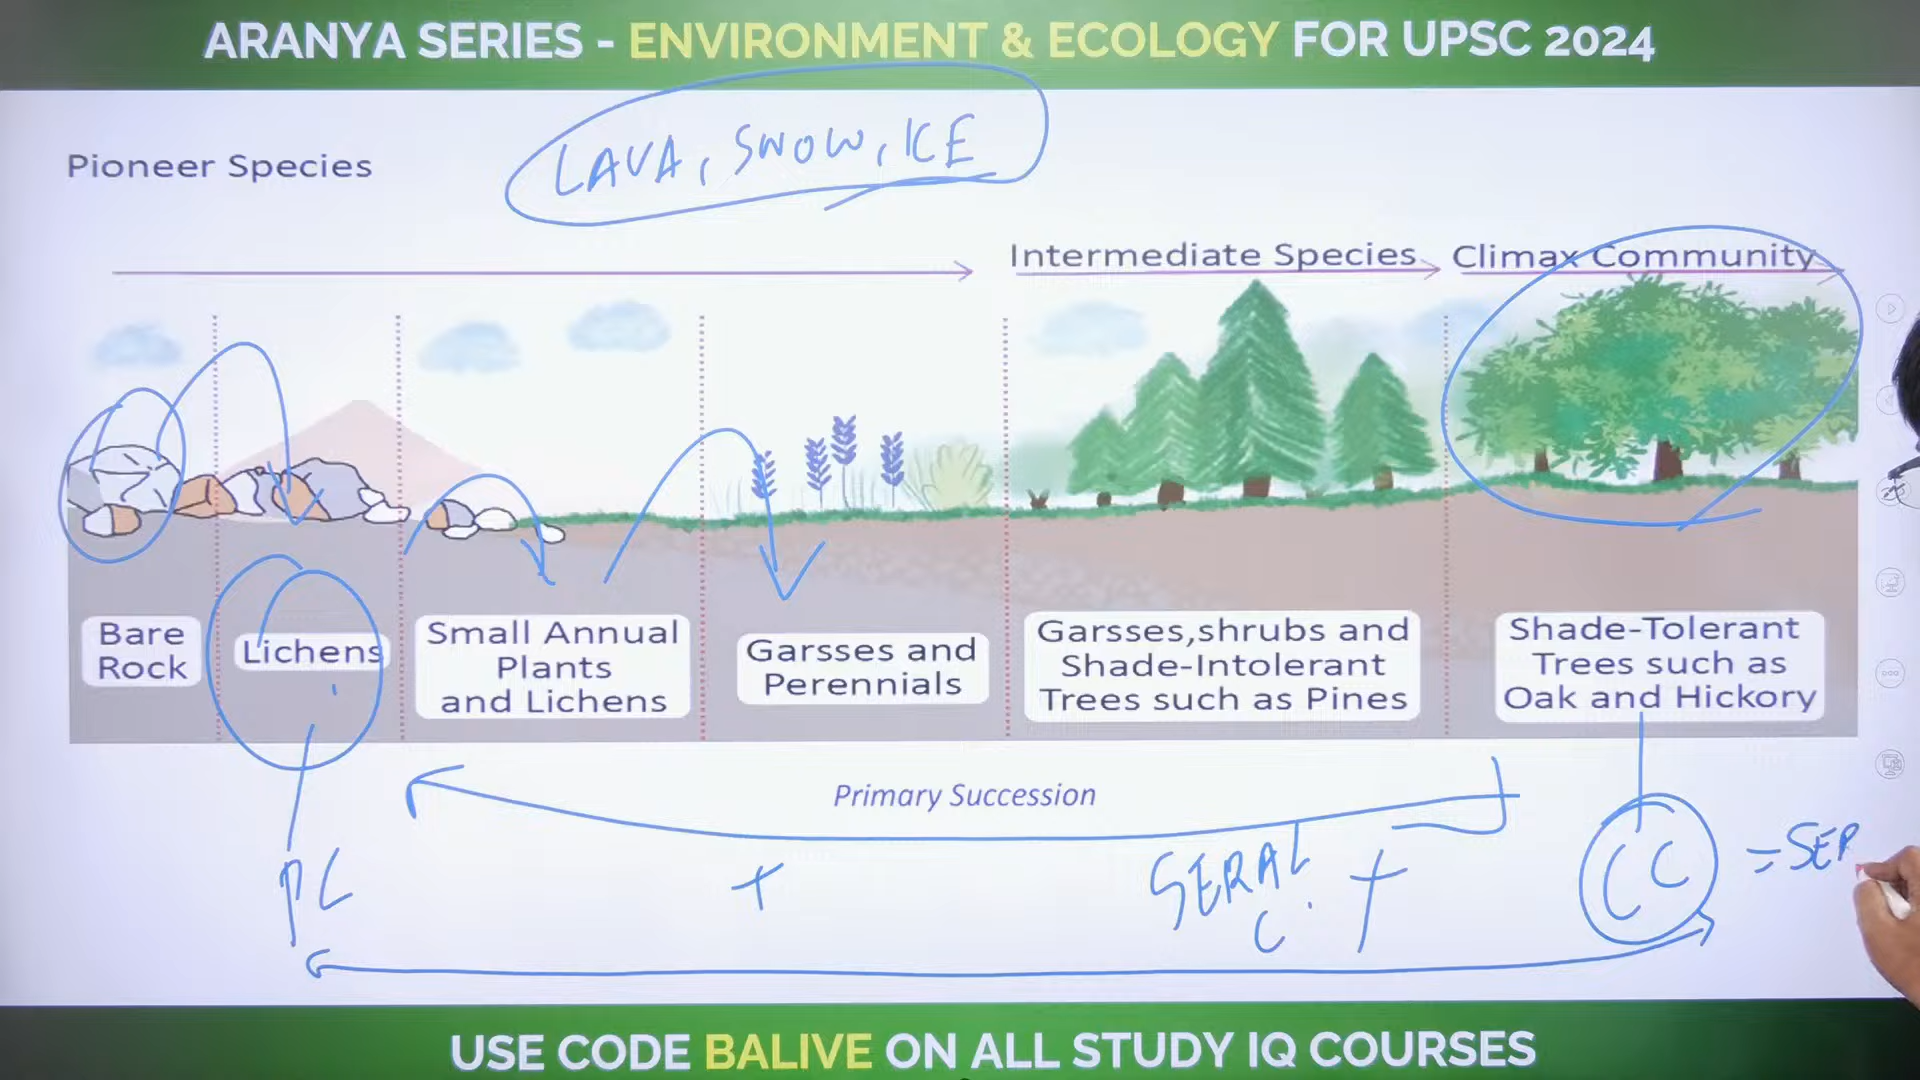 ARANYA SERIES - ENVIRONMENT & ECOLOGY FOR UPSC 2024
LAVA, SNOW, ICE
Pioneer Species
Intermediate Species
Climax Community
Bare
Rock
Lichens
Small Annual
Plants
and Lichens
Garsses and
Perennials
Garsses,shrubs and
Shade-Intolerant
Trees such as Pines
Shade-Tolerant
Trees such as
Oak and Hickory
Primary Succession
PC + SERAL C. + CC = SER
USE CODE BALIVE ON ALL STUDY IQ COURSES